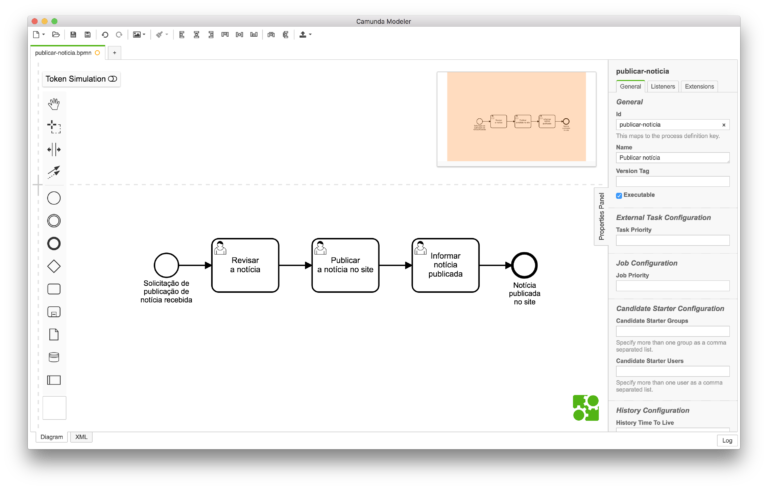 Camunda Modeler
publicar-noticia.bpmn
+
Token Simulation
publicar-noticia
General Listeners Extensions
General
Id
publicar-noticia
This maps to the process definition key.
Name
Publicar notícia
Version Tag
Executable
Properties Panel
External Task Configuration
Task Priority
Job Configuration
Job Priority
Candidate Starter Configuration
Candidate Starter Groups
Specify more than one group as a comma
separated list.
Candidate Starter Users
Specify more than one user as a comma
separated list.
History Configuration
History Time To Live
Solicitação de
publicação de
notícia recebida
Revisar
a notícia
Publicar
a notícia no site
Informar
notícia
publicada
Notícia
publicada
no site
Diagram XML
Log